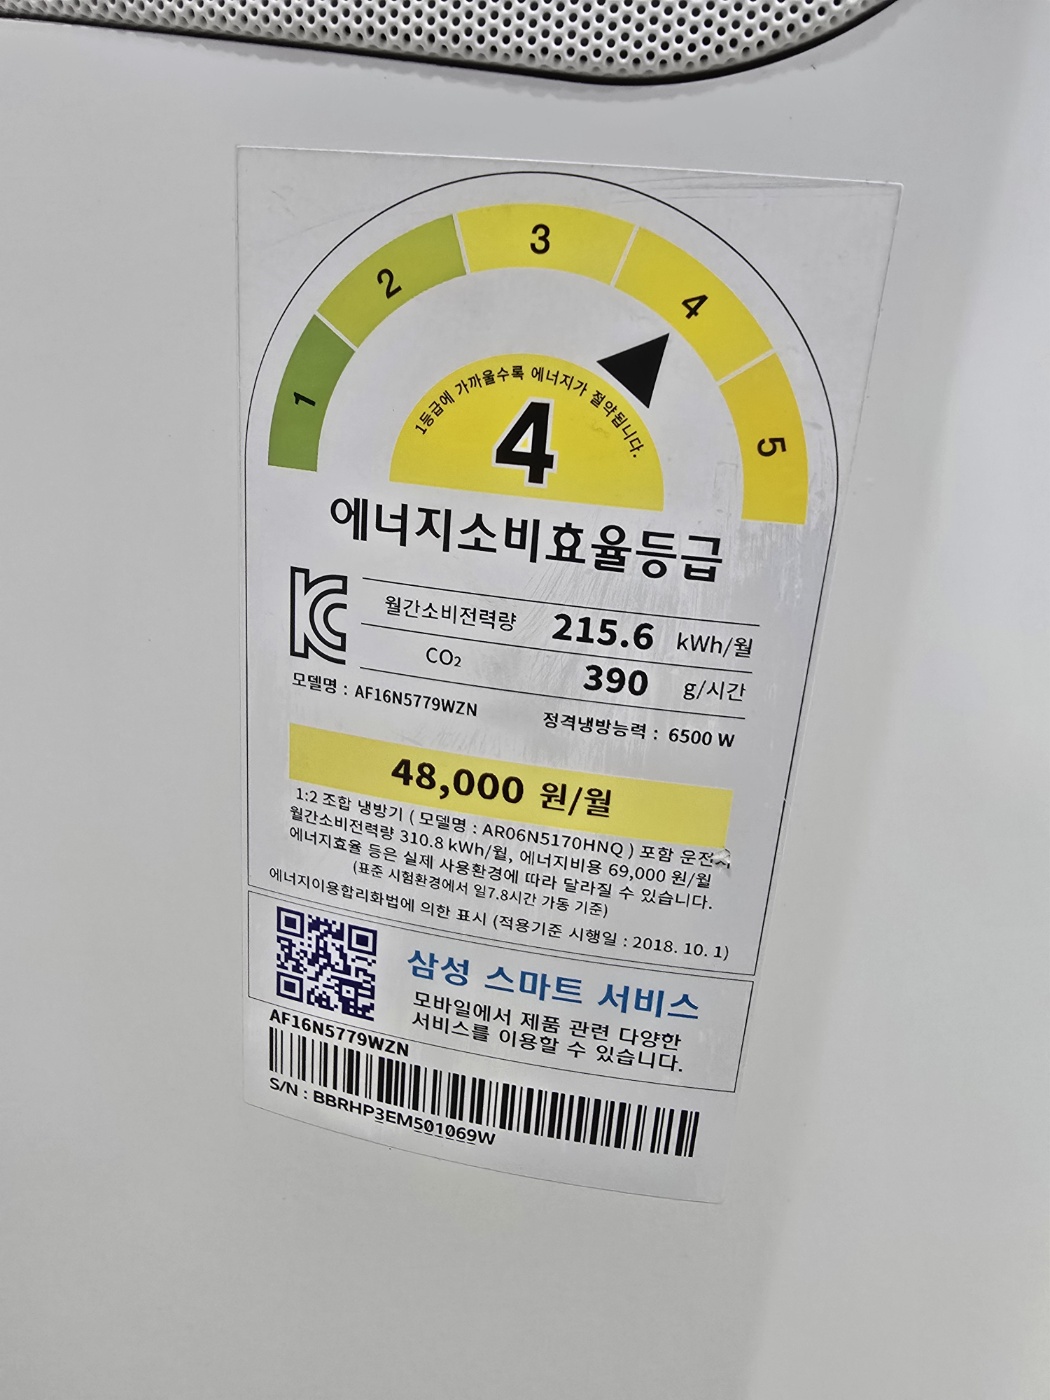 1
2
3
4
5
1등급에 가까울수록 에너지가 절약됩니다.
4
에너지소비효율등급
월간소비전력량 215.6 kWh/월
CO₂ 390 g/시간
모델명 : AF16N5779WZN 정격냉방능력 : 6500 W
48,000 원/월
1:2 조합 냉방기 ( 모델명 : AR06N5170HNQ ) 포함 운전시
월간소비전력량 310.8 kWh/월, 에너지비용 69,000 원/월
에너지효율 등은 실제 사용환경에 따라 달라질 수 있습니다.
(표준 시험환경에서 일7.8시간 가동 기준)
에너지이용합리화법에 의한 표시 (적용기준 시행일 : 2018. 10. 1)
삼성 스마트 서비스
모바일에서 제품 관련 다양한
서비스를 이용할 수 있습니다.
AF16N5779WZN
S/N : BBRHP3EM501069W